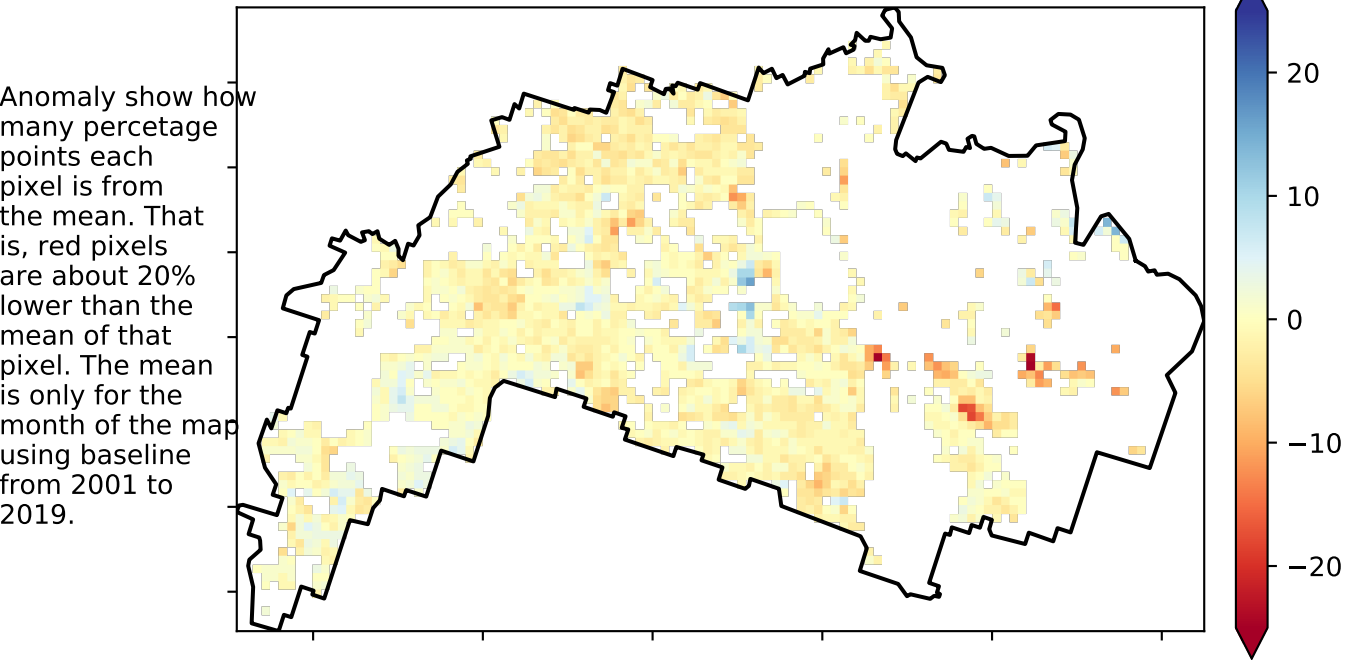 Anomaly show how
many percetage
points each
pixel is from
the mean. That
is, red pixels
are about 20%
lower than the
mean of that
pixel. The mean
is only for the
month of the map
using baseline
from 2001 to
2019.
20
10
0
−10
−20